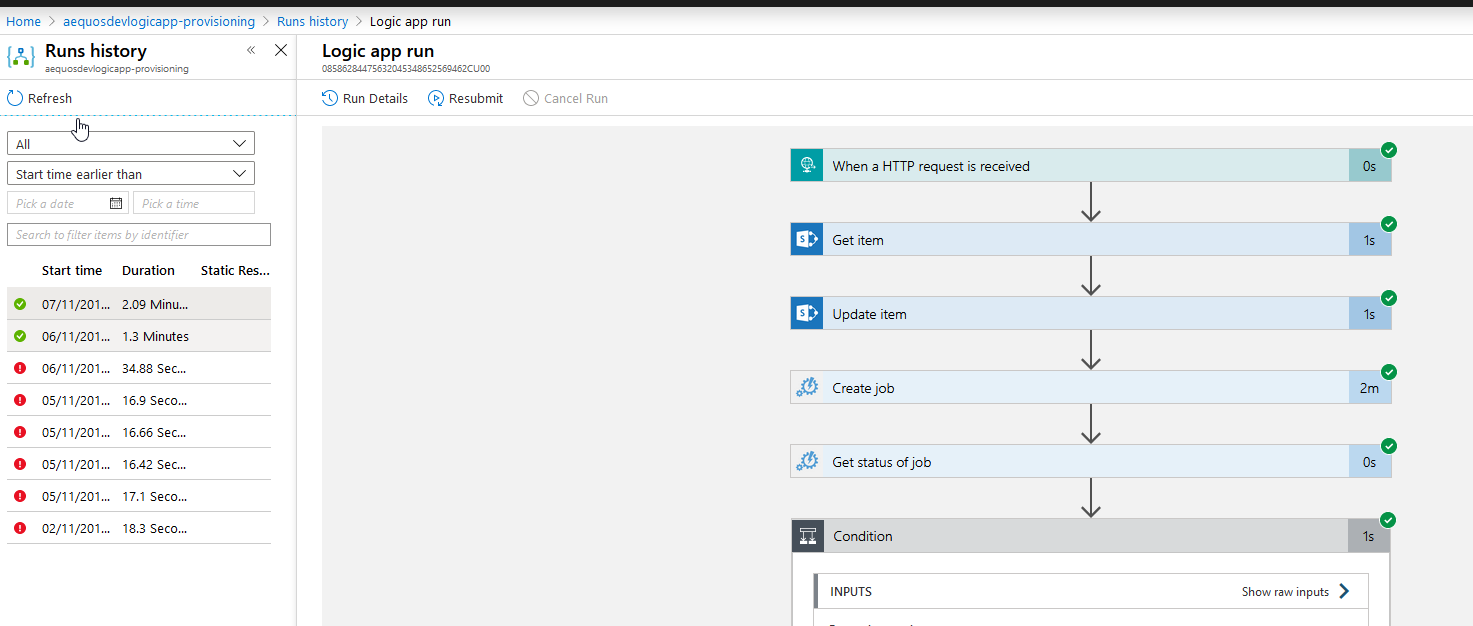 Home > aequosdevlogicapp-provisioning > Runs history > Logic app run
Runs history
aequosdevlogicapp-provisioning
Refresh
All
Start time earlier than
Pick a date Pick a time
Search to filter items by identifier
Start time Duration Static Res...
07/11/201... 2.09 Minu...
06/11/201... 1.3 Minutes
06/11/201... 34.88 Sec...
05/11/201... 16.9 Seco...
05/11/201... 16.66 Sec...
05/11/201... 16.42 Sec...
05/11/201... 17.1 Seco...
02/11/201... 18.3 Seco...
Logic app run
08586284475632045348652569462CU00
Run Details Resubmit Cancel Run
When a HTTP request is received 0s
Get item 1s
Update item 1s
Create job 2m
Get status of job 0s
Condition 1s
INPUTS Show raw inputs